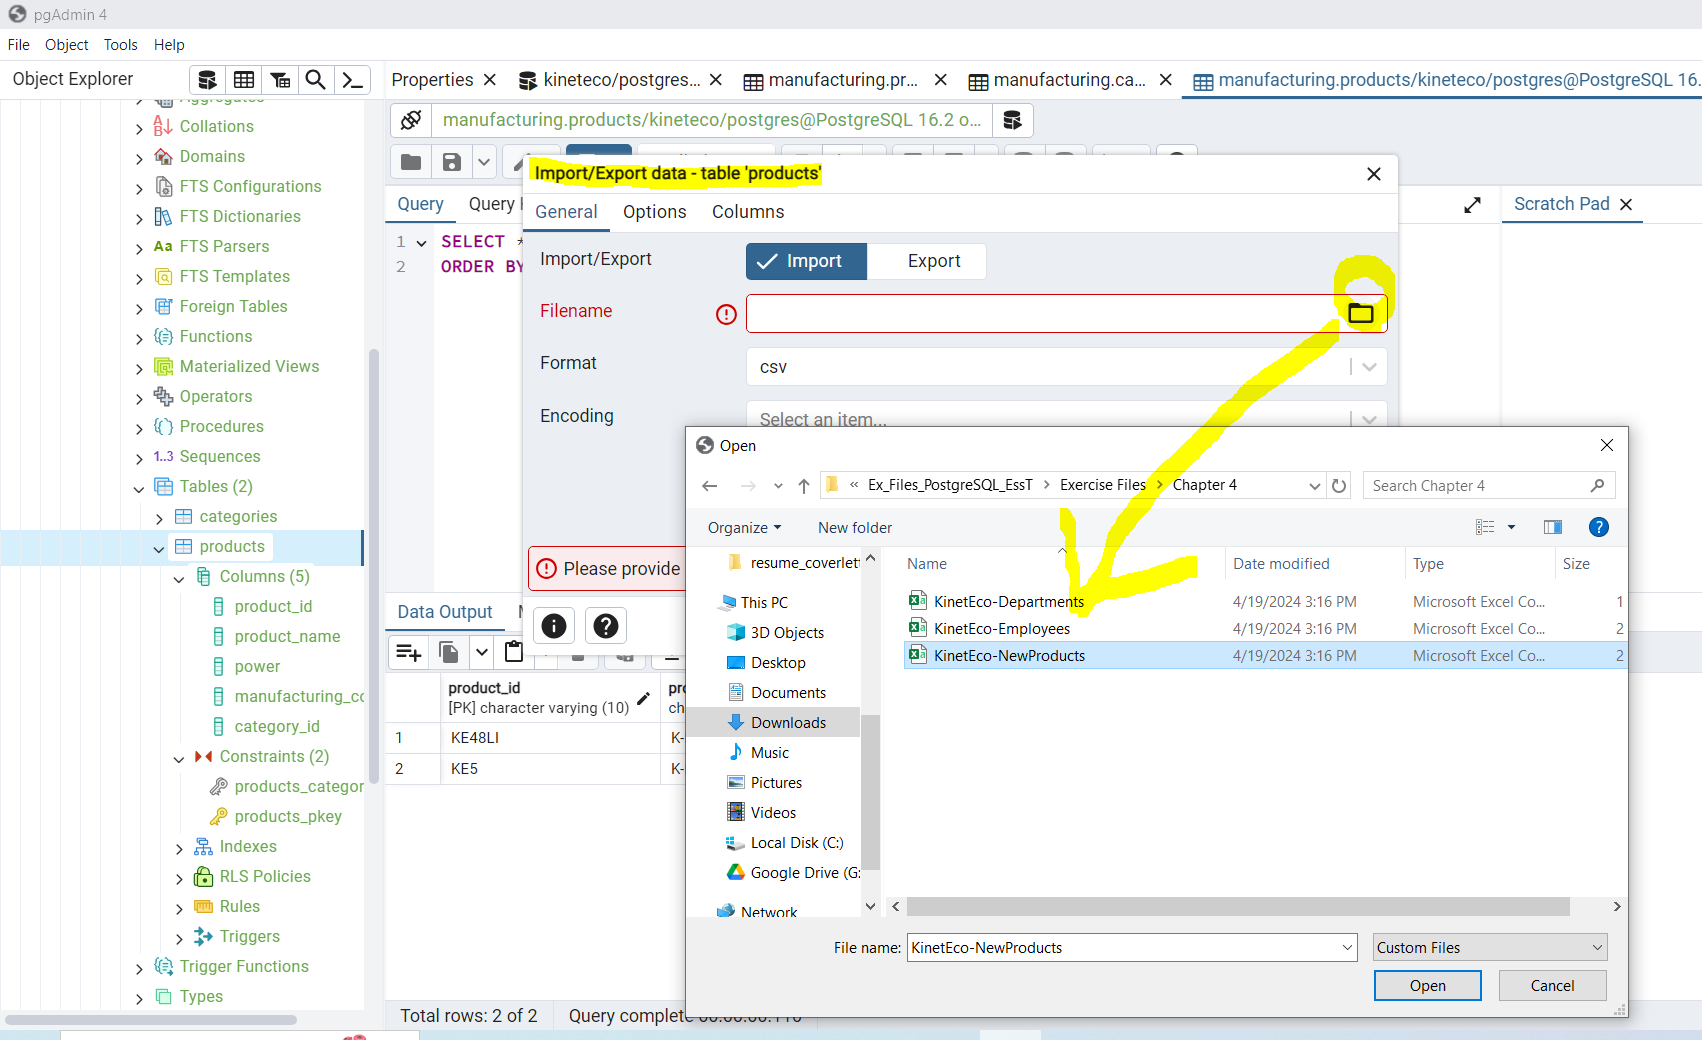 pgAdmin 4
File Object Tools Help
Object Explorer
Properties
kineteco/postgres...
manufacturing.pr...
manufacturing.ca...
manufacturing.products/kineteco/postgres@PostgreSQL 16.
manufacturing.products/kineteco/postgres@PostgreSQL 16.2 o...
Aggregates
Collations
Domains
FTS Configurations
FTS Dictionaries
Aa FTS Parsers
FTS Templates
Foreign Tables
Functions
Materialized Views
Operators
Procedures
1..3 Sequences
Tables (2)
categories
products
Columns (5)
product_id
product_name
power
manufacturing_co
category_id
Constraints (2)
products_categor
products_pkey
Indexes
RLS Policies
Rules
Triggers
Trigger Functions
Types
Query
Query
Scratch Pad
1 SELECT *
2 ORDER BY
Import/Export data - table 'products'
General Options Columns
Import/Export
Import
Export
Filename
Format
csv
Encoding
Select an item...
Please provide
Data Output
product_id
[PK] character varying (10)
pro
ch
1 KE48LI K-
2 KE5 K-
Total rows: 2 of 2
Query complete 00:00:00.110
Open
« Ex_Files_PostgreSQL_EssT > Exercise Files > Chapter 4
Search Chapter 4
Organize
New folder
resume_coverlett
This PC
3D Objects
Desktop
Documents
Downloads
Music
Pictures
Videos
Local Disk (C:)
Google Drive (G:
Network
Name Date modified Type Size
KinetEco-Departments 4/19/2024 3:16 PM Microsoft Excel Co... 1
KinetEco-Employees 4/19/2024 3:16 PM Microsoft Excel Co... 2
KinetEco-NewProducts 4/19/2024 3:16 PM Microsoft Excel Co... 2
File name: KinetEco-NewProducts
Custom Files
Open
Cancel